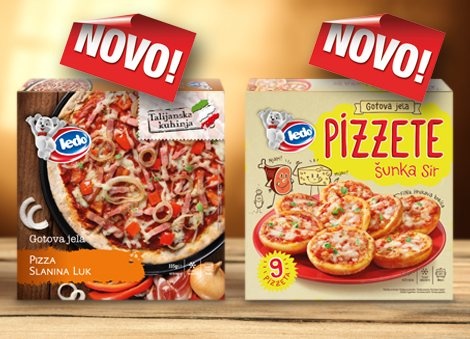 NOVO!
Talijanska
kuhinja
ledo
Gotova jela
PIZZA
SLANINA LUK
NOVO!
Gotova jela
ledo
PIZZETE
šunka sir
9
PIZZETA